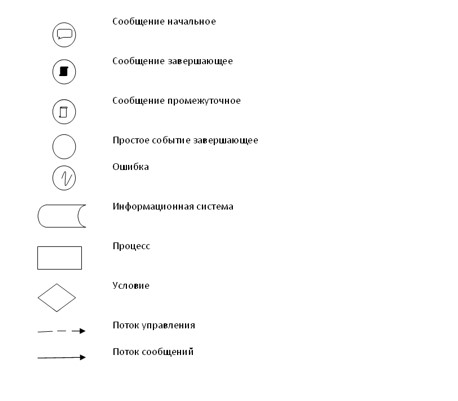 Сообщение начальное
Сообщение завершающее
Сообщение промежуточное
Простое событие завершающее
Ошибка
Информационная система
Процесс
Условие
Поток управления
Поток сообщений